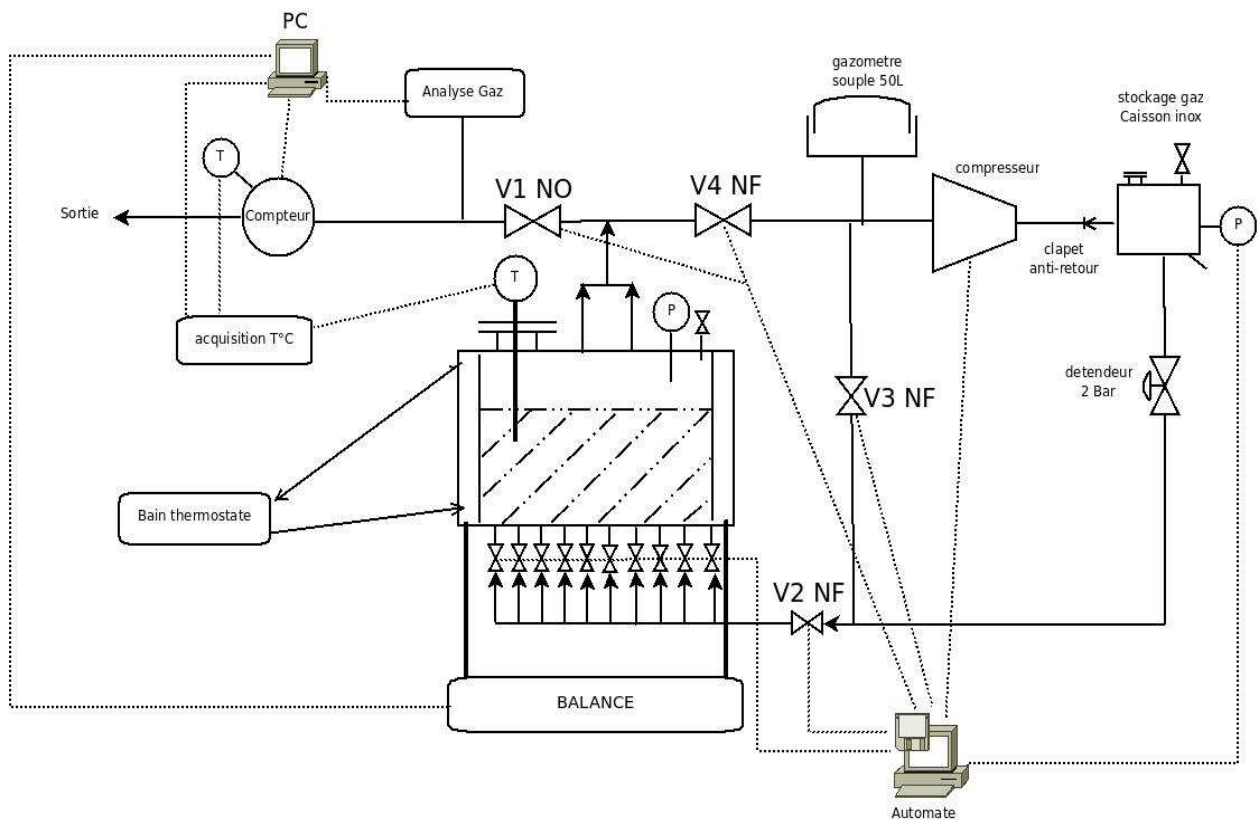 PC
Analyse Gaz
gazometre
souple 50L
stockage gaz
Caisson inox
compresseur
T
V1 NO
V4 NF
Sortie
Compteur
P
clapet
anti-retour
T
P
acquisition T°C
detendeur
2 Bar
V3 NF
Bain thermostate
V2 NF
BALANCE
Automate